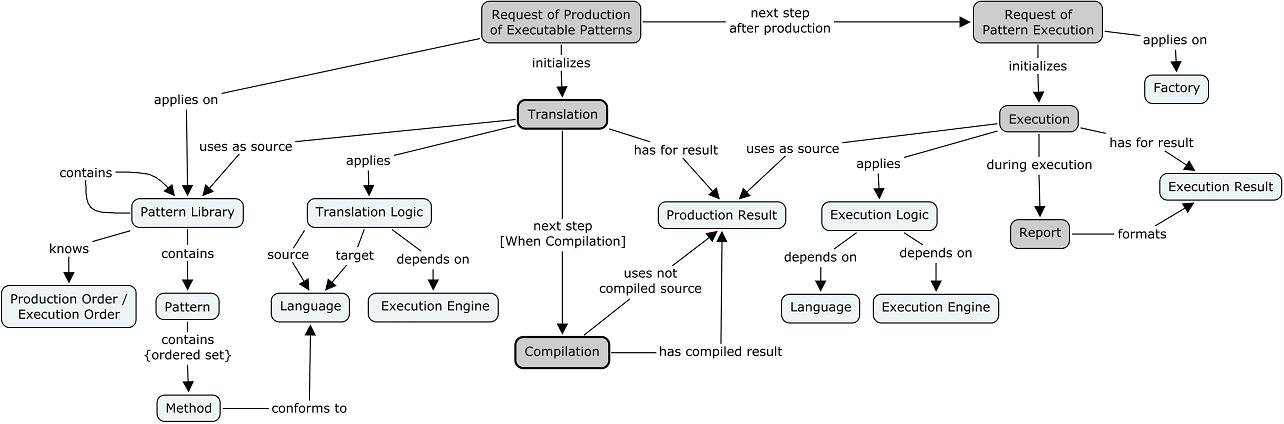 Request of Production
of Executable Patterns
next step
after production
Request of
Pattern Execution
applies on
Factory
initializes
initializes
applies on
Translation
Execution
uses as source
applies
has for result
uses as source
applies
during execution
has for result
contains
Execution Result
Pattern Library
Translation Logic
Production Result
Execution Logic
Report
formats
knows
contains
source
target
depends on
next step
[When Compilation]
uses not
compiled source
depends on
depends on
Production Order /
Execution Order
Pattern
Language
Execution Engine
Language
Execution Engine
contains
{ordered set}
Compilation
has compiled result
Method
conforms to